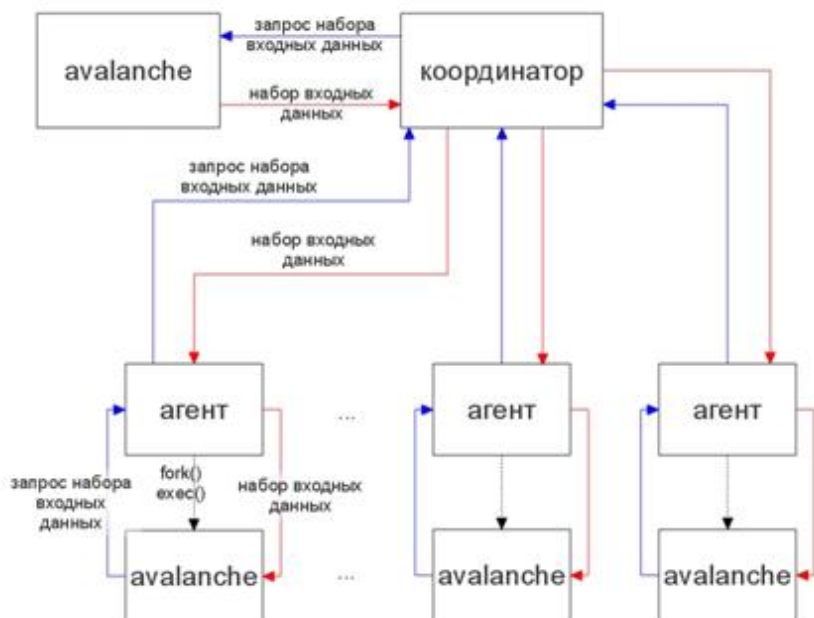 запрос набора
входных данных
avalanche
координатор
набор входных
данных
запрос набора
входных данных
набор входных
данных
агент
...
агент
агент
fork()
exec()
запрос набора
входных
данных
набор входных
данных
avalanche
...
avalanche
avalanche